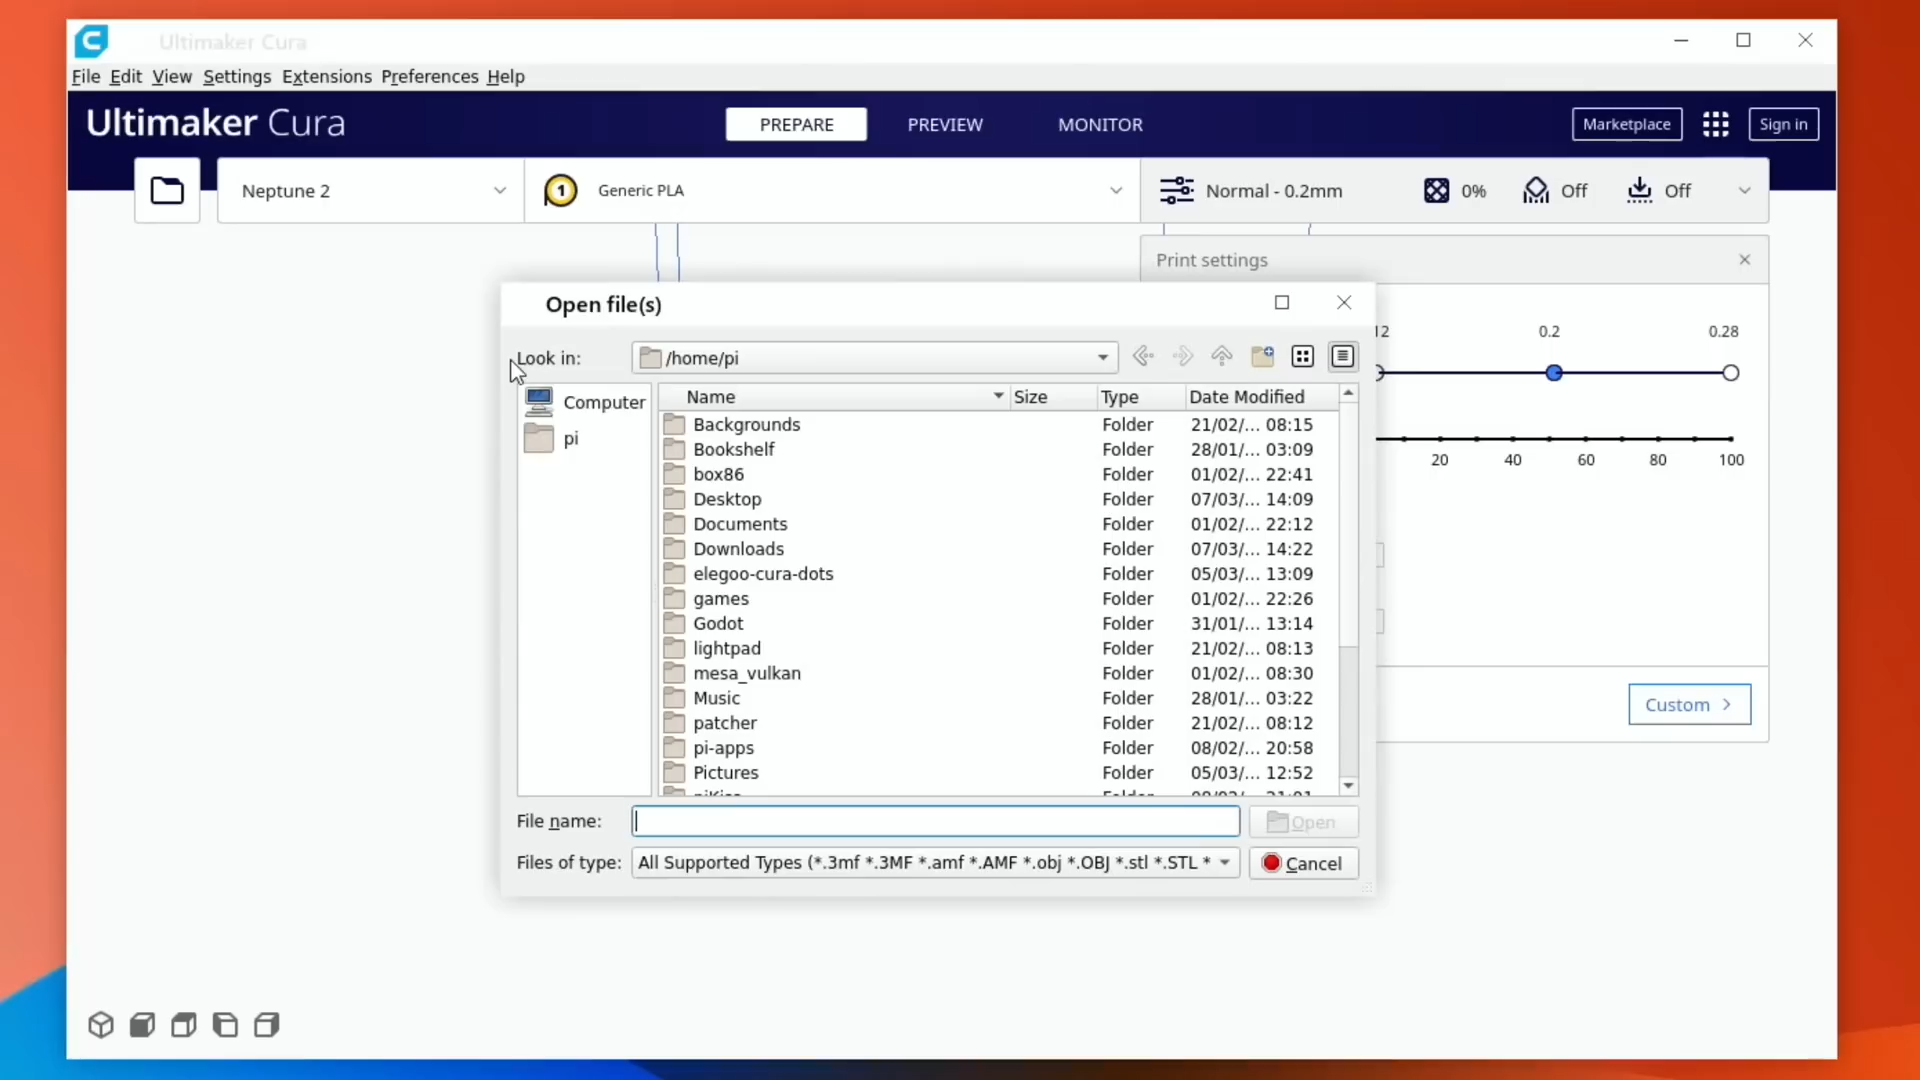 Ultimaker Cura
File Edit View Settings Extensions Preferences Help
Ultimaker Cura
PREPARE PREVIEW MONITOR
Marketplace Sign in
Neptune 2
1 Generic PLA
Normal - 0.2mm 0% Off Off
Print settings
Open file(s)
12 0.2 0.28
Look in: /home/pi
Computer
pi
Name Size Type Date Modified
Backgrounds Folder 21/02/... 08:15
Bookshelf Folder 28/01/... 03:09
box86 Folder 01/02/... 22:41
Desktop Folder 07/03/... 14:09
Documents Folder 01/02/... 22:12
Downloads Folder 07/03/... 14:22
elegoo-cura-dots Folder 05/03/... 13:09
games Folder 01/02/... 22:26
Godot Folder 31/01/... 13:14
lightpad Folder 21/02/... 08:13
mesa_vulkan Folder 01/02/... 08:30
Music Folder 28/01/... 03:22
patcher Folder 21/02/... 08:12
pi-apps Folder 08/02/... 20:58
Pictures Folder 05/03/... 12:52
20 40 60 80 100
Custom
File name: Open
Files of type: All Supported Types (*.3mf *.3MF *.amf *.AMF *.obj *.OBJ *.stl *.STL * Cancel